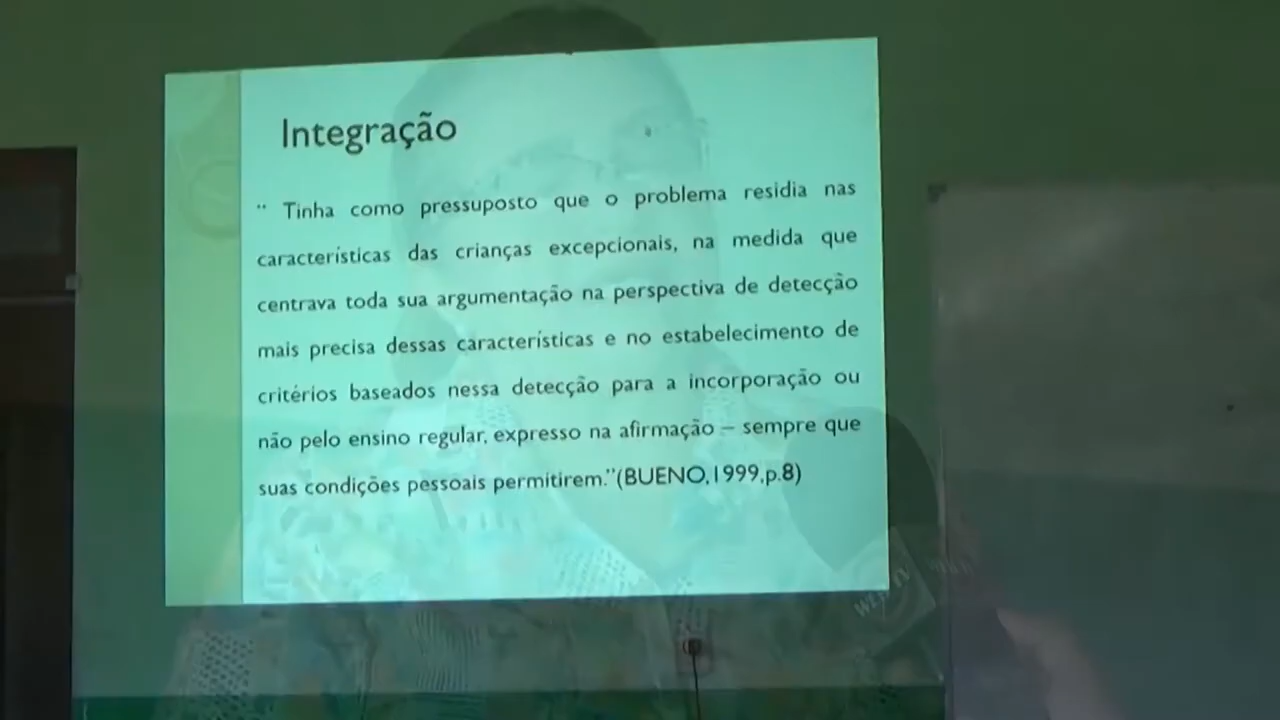 Integração
“ Tinha como pressuposto que o problema residia nas
características das crianças excepcionais, na medida que
centrava toda sua argumentação na perspectiva de detecção
mais precisa dessas características e no estabelecimento de
critérios baseados nessa detecção para a incorporação ou
não pelo ensino regular, expresso na afirmação – sempre que
suas condições pessoais permitirem.”(BUENO,1999,p.8)
WEB TV